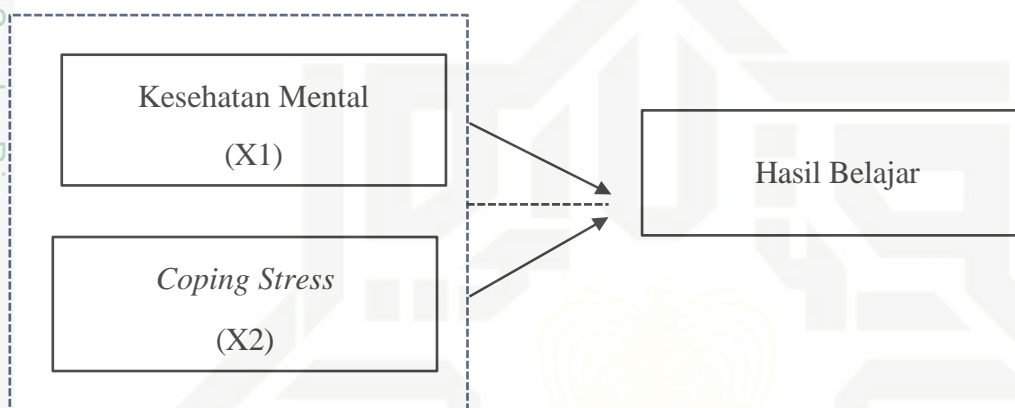 Kesehatan Mental
(X1)
Hasil Belajar
Coping Stress
(X2)